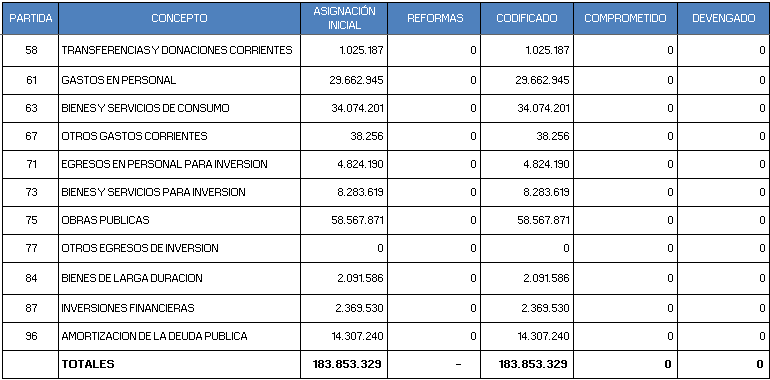 PARTIDA CONCEPTO ASIGNACIÓN INICIAL REFORMAS CODIFICADO COMPROMETIDO DEVENGADO
58 TRANSFERENCIAS Y DONACIONES CORRIENTES 1.025.187 0 1.025.187 0 0
61 GASTOS EN PERSONAL 29.662.945 0 29.662.945 0 0
63 BIENES Y SERVICIOS DE CONSUMO 34.074.201 0 34.074.201 0 0
67 OTROS GASTOS CORRIENTES 38.256 0 38.256 0 0
71 EGRESOS EN PERSONAL PARA INVERSION 4.824.190 0 4.824.190 0 0
73 BIENES Y SERVICIOS PARA INVERSION 8.283.619 0 8.283.619 0 0
75 OBRAS PUBLICAS 58.567.871 0 58.567.871 0 0
77 OTROS EGRESOS DE INVERSION 0 0 0 0 0
84 BIENES DE LARGA DURACION 2.091.586 0 2.091.586 0 0
87 INVERSIONES FINANCIERAS 2.369.530 0 2.369.530 0 0
96 AMORTIZACION DE LA DEUDA PUBLICA 14.307.240 0 14.307.240 0 0
TOTALES 183.853.329 - 183.853.329 0 0